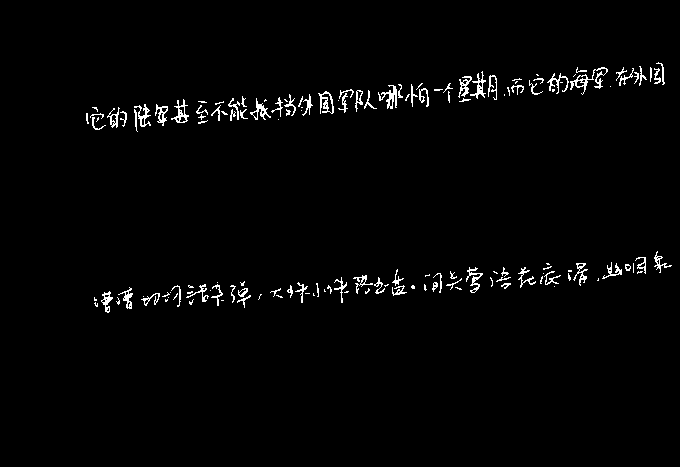 它的陆军甚至不能抵挡外国军队哪怕一个星期,而它的海军,在外国
嘈嘈切切错杂弹,大珠小珠落玉盘。间关莺语花底滑,幽咽泉